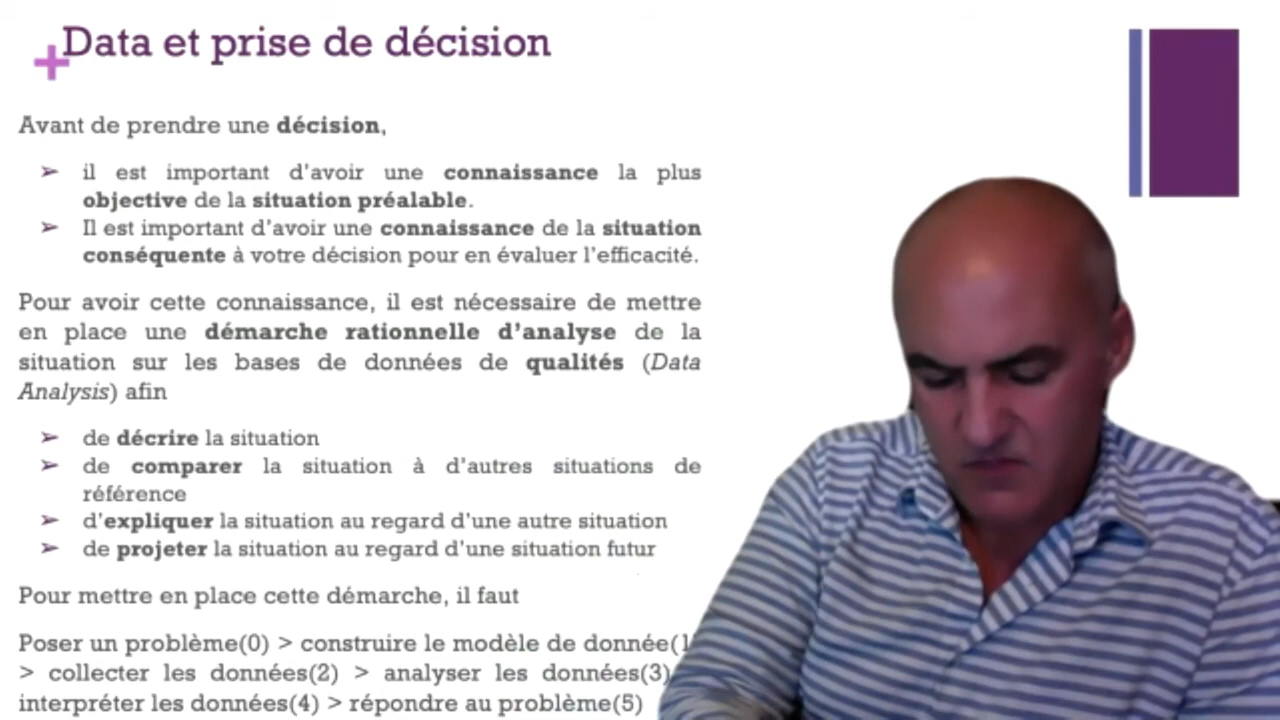 Data et prise de décision
Avant de prendre une décision,
➢ il est important d'avoir une connaissance la plus
objective de la situation préalable.
➢ Il est important d'avoir une connaissance de la situation
conséquente à votre décision pour en évaluer l'efficacité.
Pour avoir cette connaissance, il est nécessaire de mettre
en place une démarche rationnelle d'analyse de la
situation sur les bases de données de qualités (Data
Analysis) afin
➢ de décrire la situation
➢ de comparer la situation à d'autres situations de
référence
➢ d'expliquer la situation au regard d'une autre situation
➢ de projeter la situation au regard d'une situation futur
Pour mettre en place cette démarche, il faut
Poser un problème(0) > construire le modèle de donnée(1
> collecter les données(2) > analyser les données(3)
interpréter les données(4) > répondre au problème(5)